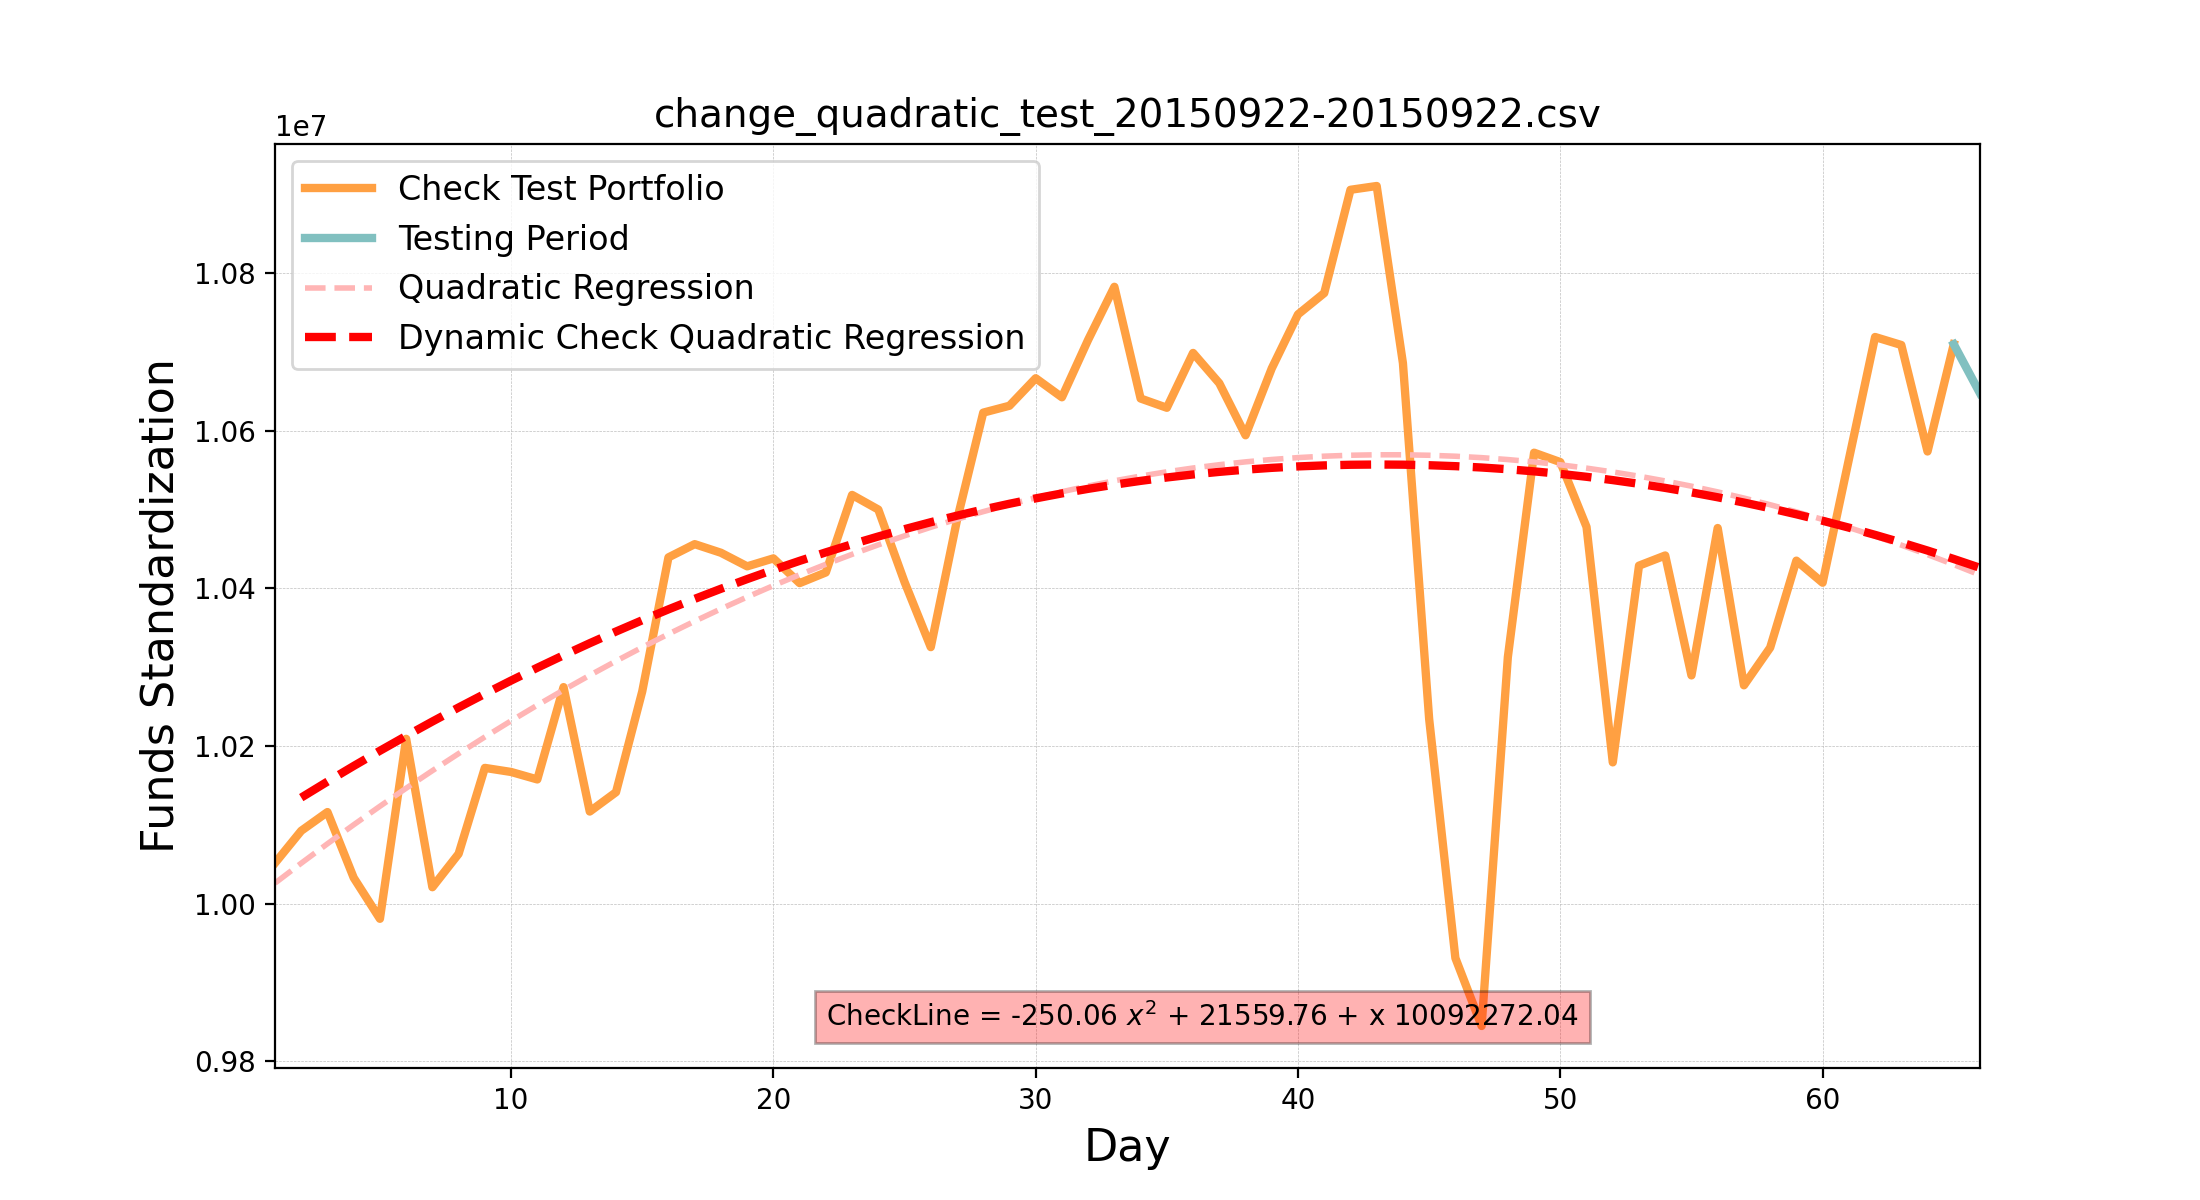 change_quadratic_test_20150922-20150922.csv
1e7
Check Test Portfolio
Testing Period
Quadratic Regression
Dynamic Check Quadratic Regression
1.08
1.06
1.04
1.02
1.00
0.98
Funds Standardization
CheckLine = -250.06 x² + 21559.76 + x 10092272.04
10 20 30 40 50 60
Day